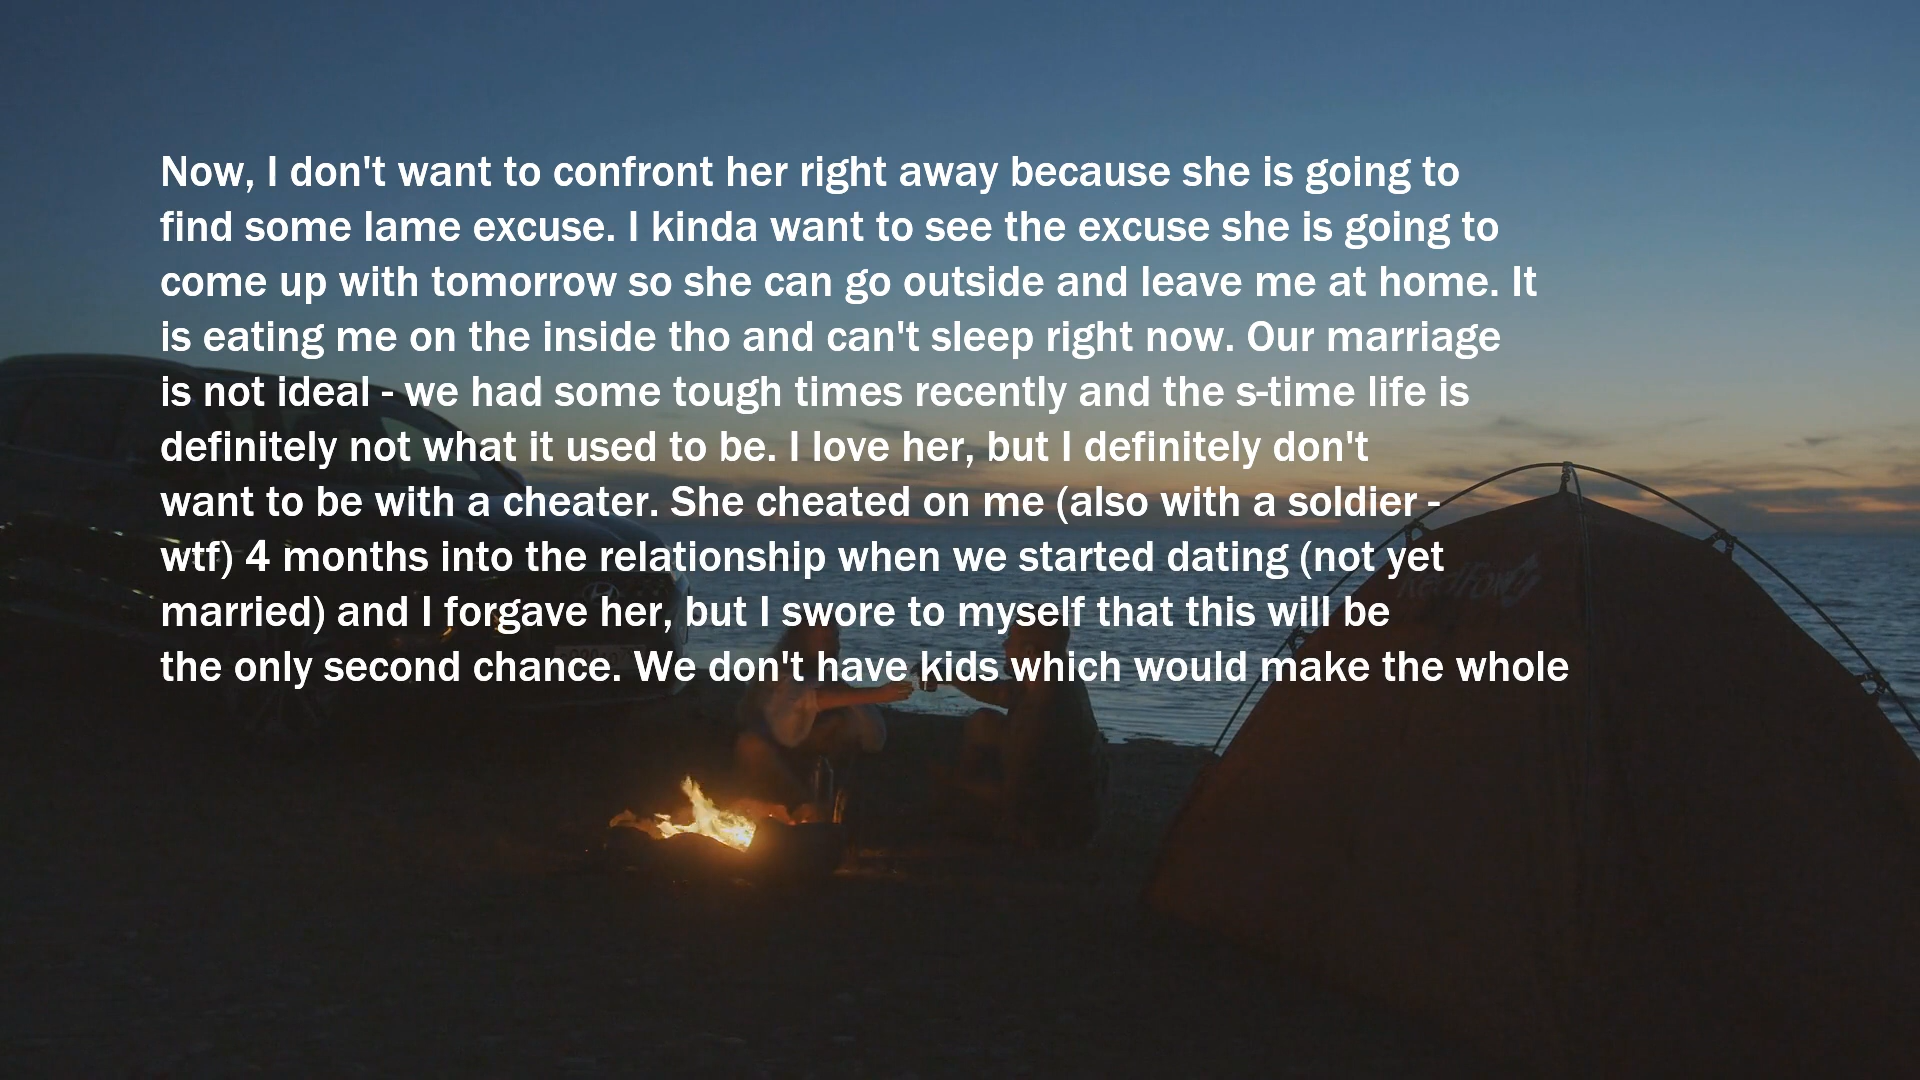 Now, I don't want to confront her right away because she is going to
find some lame excuse. I kinda want to see the excuse she is going to
come up with tomorrow so she can go outside and leave me at home. It
is eating me on the inside tho and can't sleep right now. Our marriage
is not ideal - we had some tough times recently and the s-time life is
definitely not what it used to be. I love her, but I definitely don't
want to be with a cheater. She cheated on me (also with a soldier -
wtf) 4 months into the relationship when we started dating (not yet
married) and I forgave her, but I swore to myself that this will be
the only second chance. We don't have kids which would make the whole